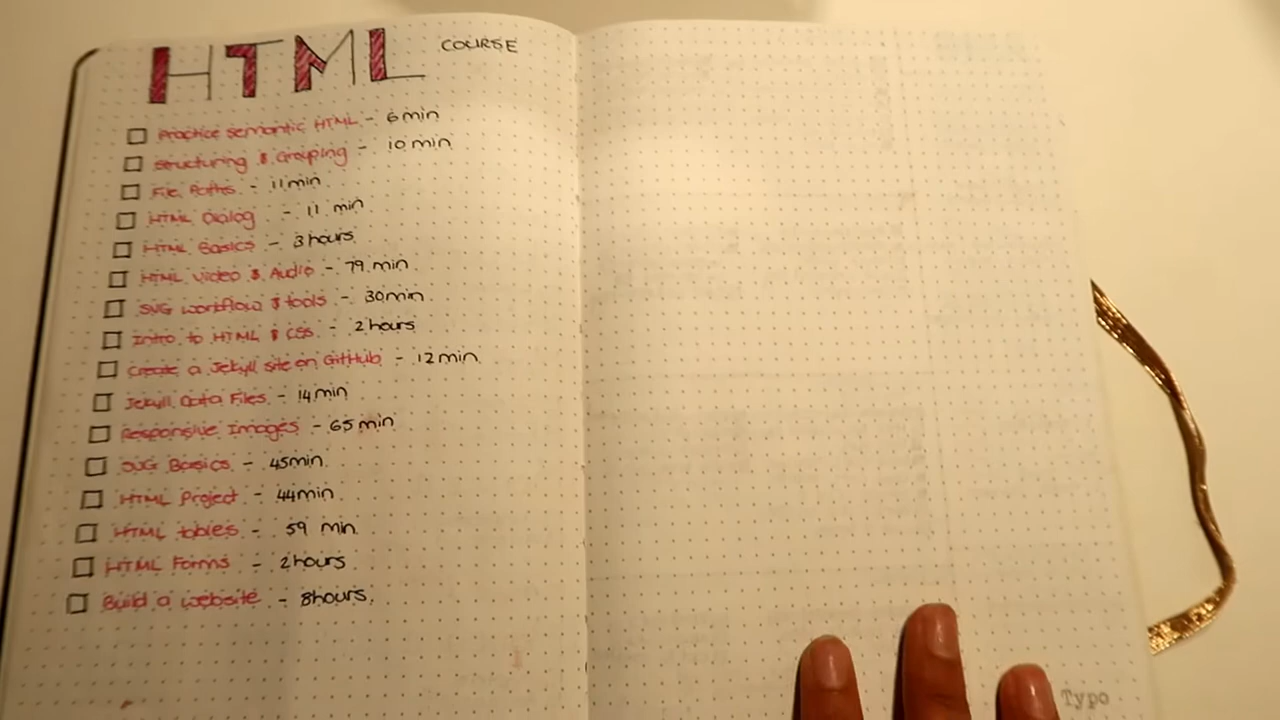 HTML COURSE
Practice semantic HTML - 6 min
Structuring & Grouping - 10 min
File Paths - 11 min
HTML Dialog - 11 min
HTML Basics - 3 hours
HTML Video & Audio - 79 min
SVG workflow & tools - 30 min
Intro to HTML & CSS - 2 hours
Create a Jekyll site on GitHub - 12 min
Jekyll Data Files - 14 min
Responsive Images - 65 min
SVG Basics - 45 min
HTML Project - 44 min
HTML tables - 59 min
HTML Forms - 2 hours
Build a website - 8 hours
Typo